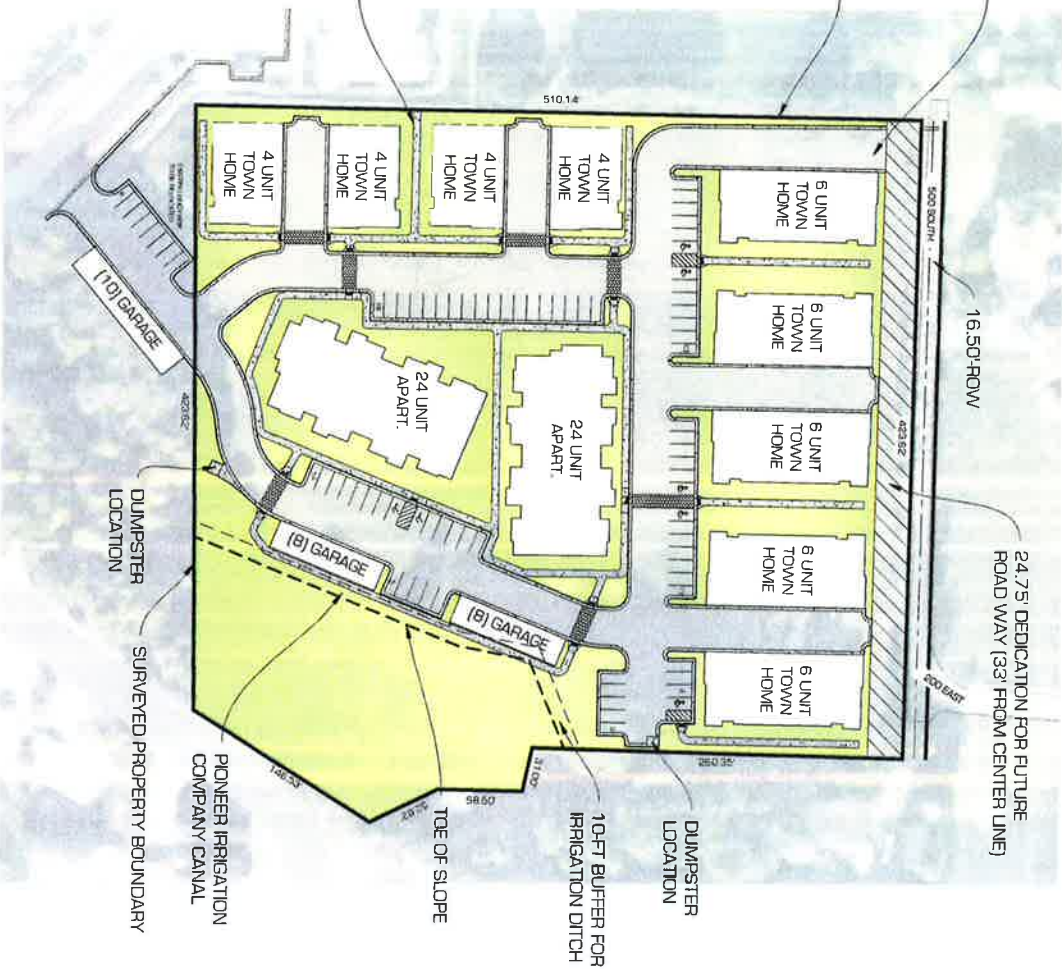 510.14'
500 SOUTH
16.50'-ROW
423.62'
24.75' DEDICATION FOR FUTURE
ROAD WAY (33' FROM CENTER LINE)
200 EAST
4 UNIT
TOWN
HOME
4 UNIT
TOWN
HOME
4 UNIT
TOWN
HOME
4 UNIT
TOWN
HOME
6 UNIT
TOWN
HOME
6 UNIT
TOWN
HOME
6 UNIT
TOWN
HOME
6 UNIT
TOWN
HOME
6 UNIT
TOWN
HOME
24 UNIT
APART.
24 UNIT
APART.
(10) GARAGE
(8) GARAGE
(8) GARAGE
423.62'
260.35'
31.00'
58.50'
146.53'
DUMPSTER
LOCATION
10-FT BUFFER FOR
IRRIGATION DITCH
TOE OF SLOPE
PIONEER IRRIGATION
COMPANY CANAL
SURVEYED PROPERTY BOUNDARY
DUMPSTER
LOCATION